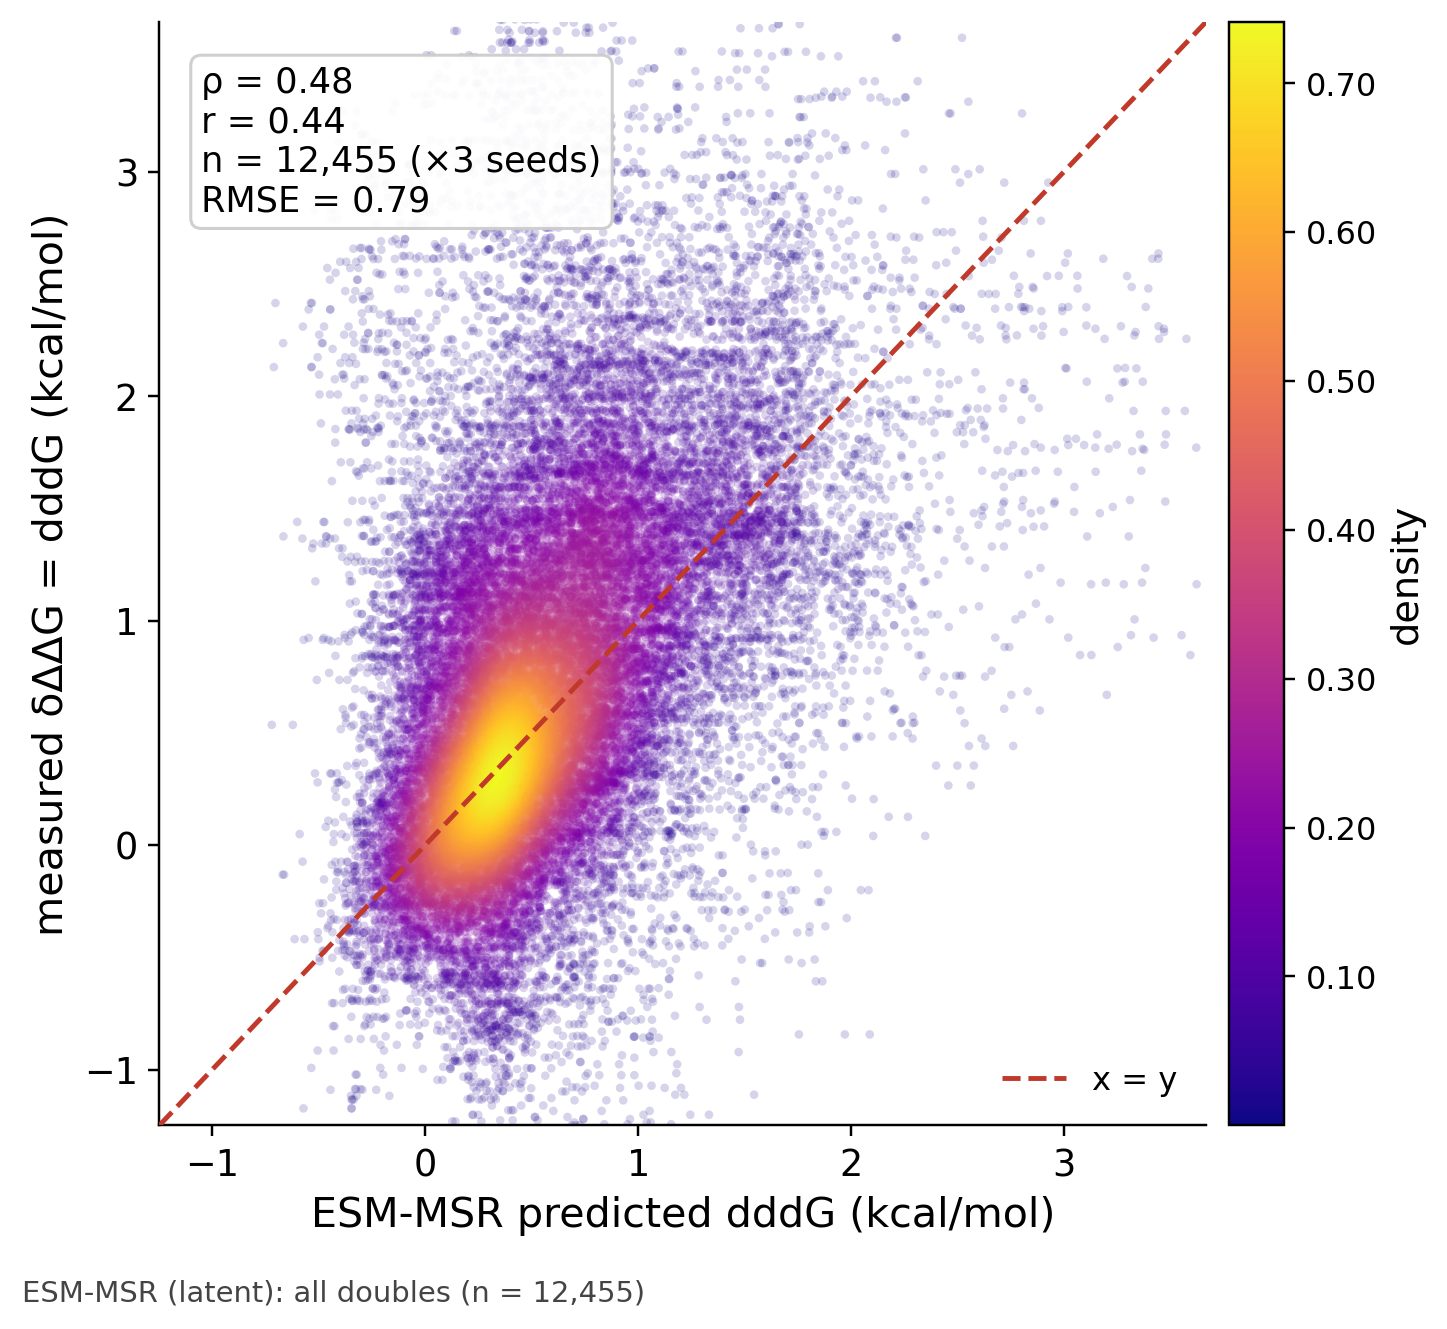 ρ = 0.48
r = 0.44
n = 12,455 (×3 seeds)
RMSE = 0.79
measured δΔΔG = dddG (kcal/mol)
3
2
1
0
−1
−1
0
1
2
3
ESM-MSR predicted dddG (kcal/mol)
x = y
0.70
0.60
0.50
0.40
0.30
0.20
0.10
density
ESM-MSR (latent): all doubles (n = 12,455)